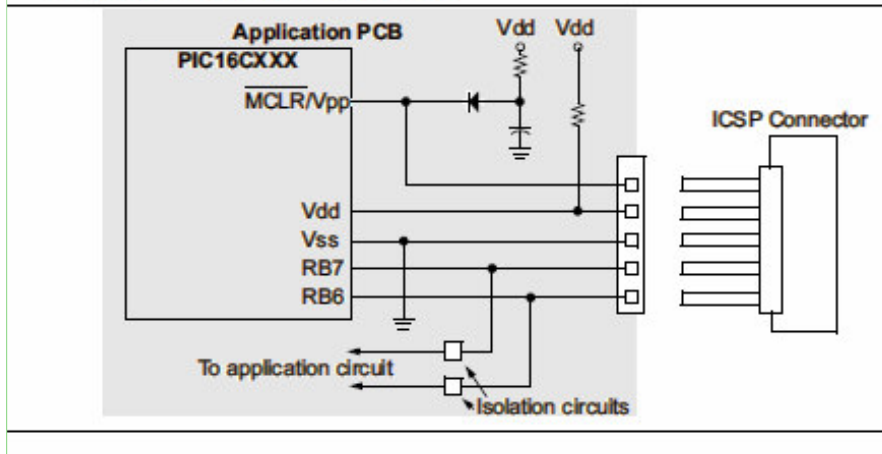 Application PCB
Vdd Vdd
PIC16CXXX
MCLR/Vpp
ICSP Connector
Vdd
Vss
RB7
RB6
To application circuit
Isolation circuits